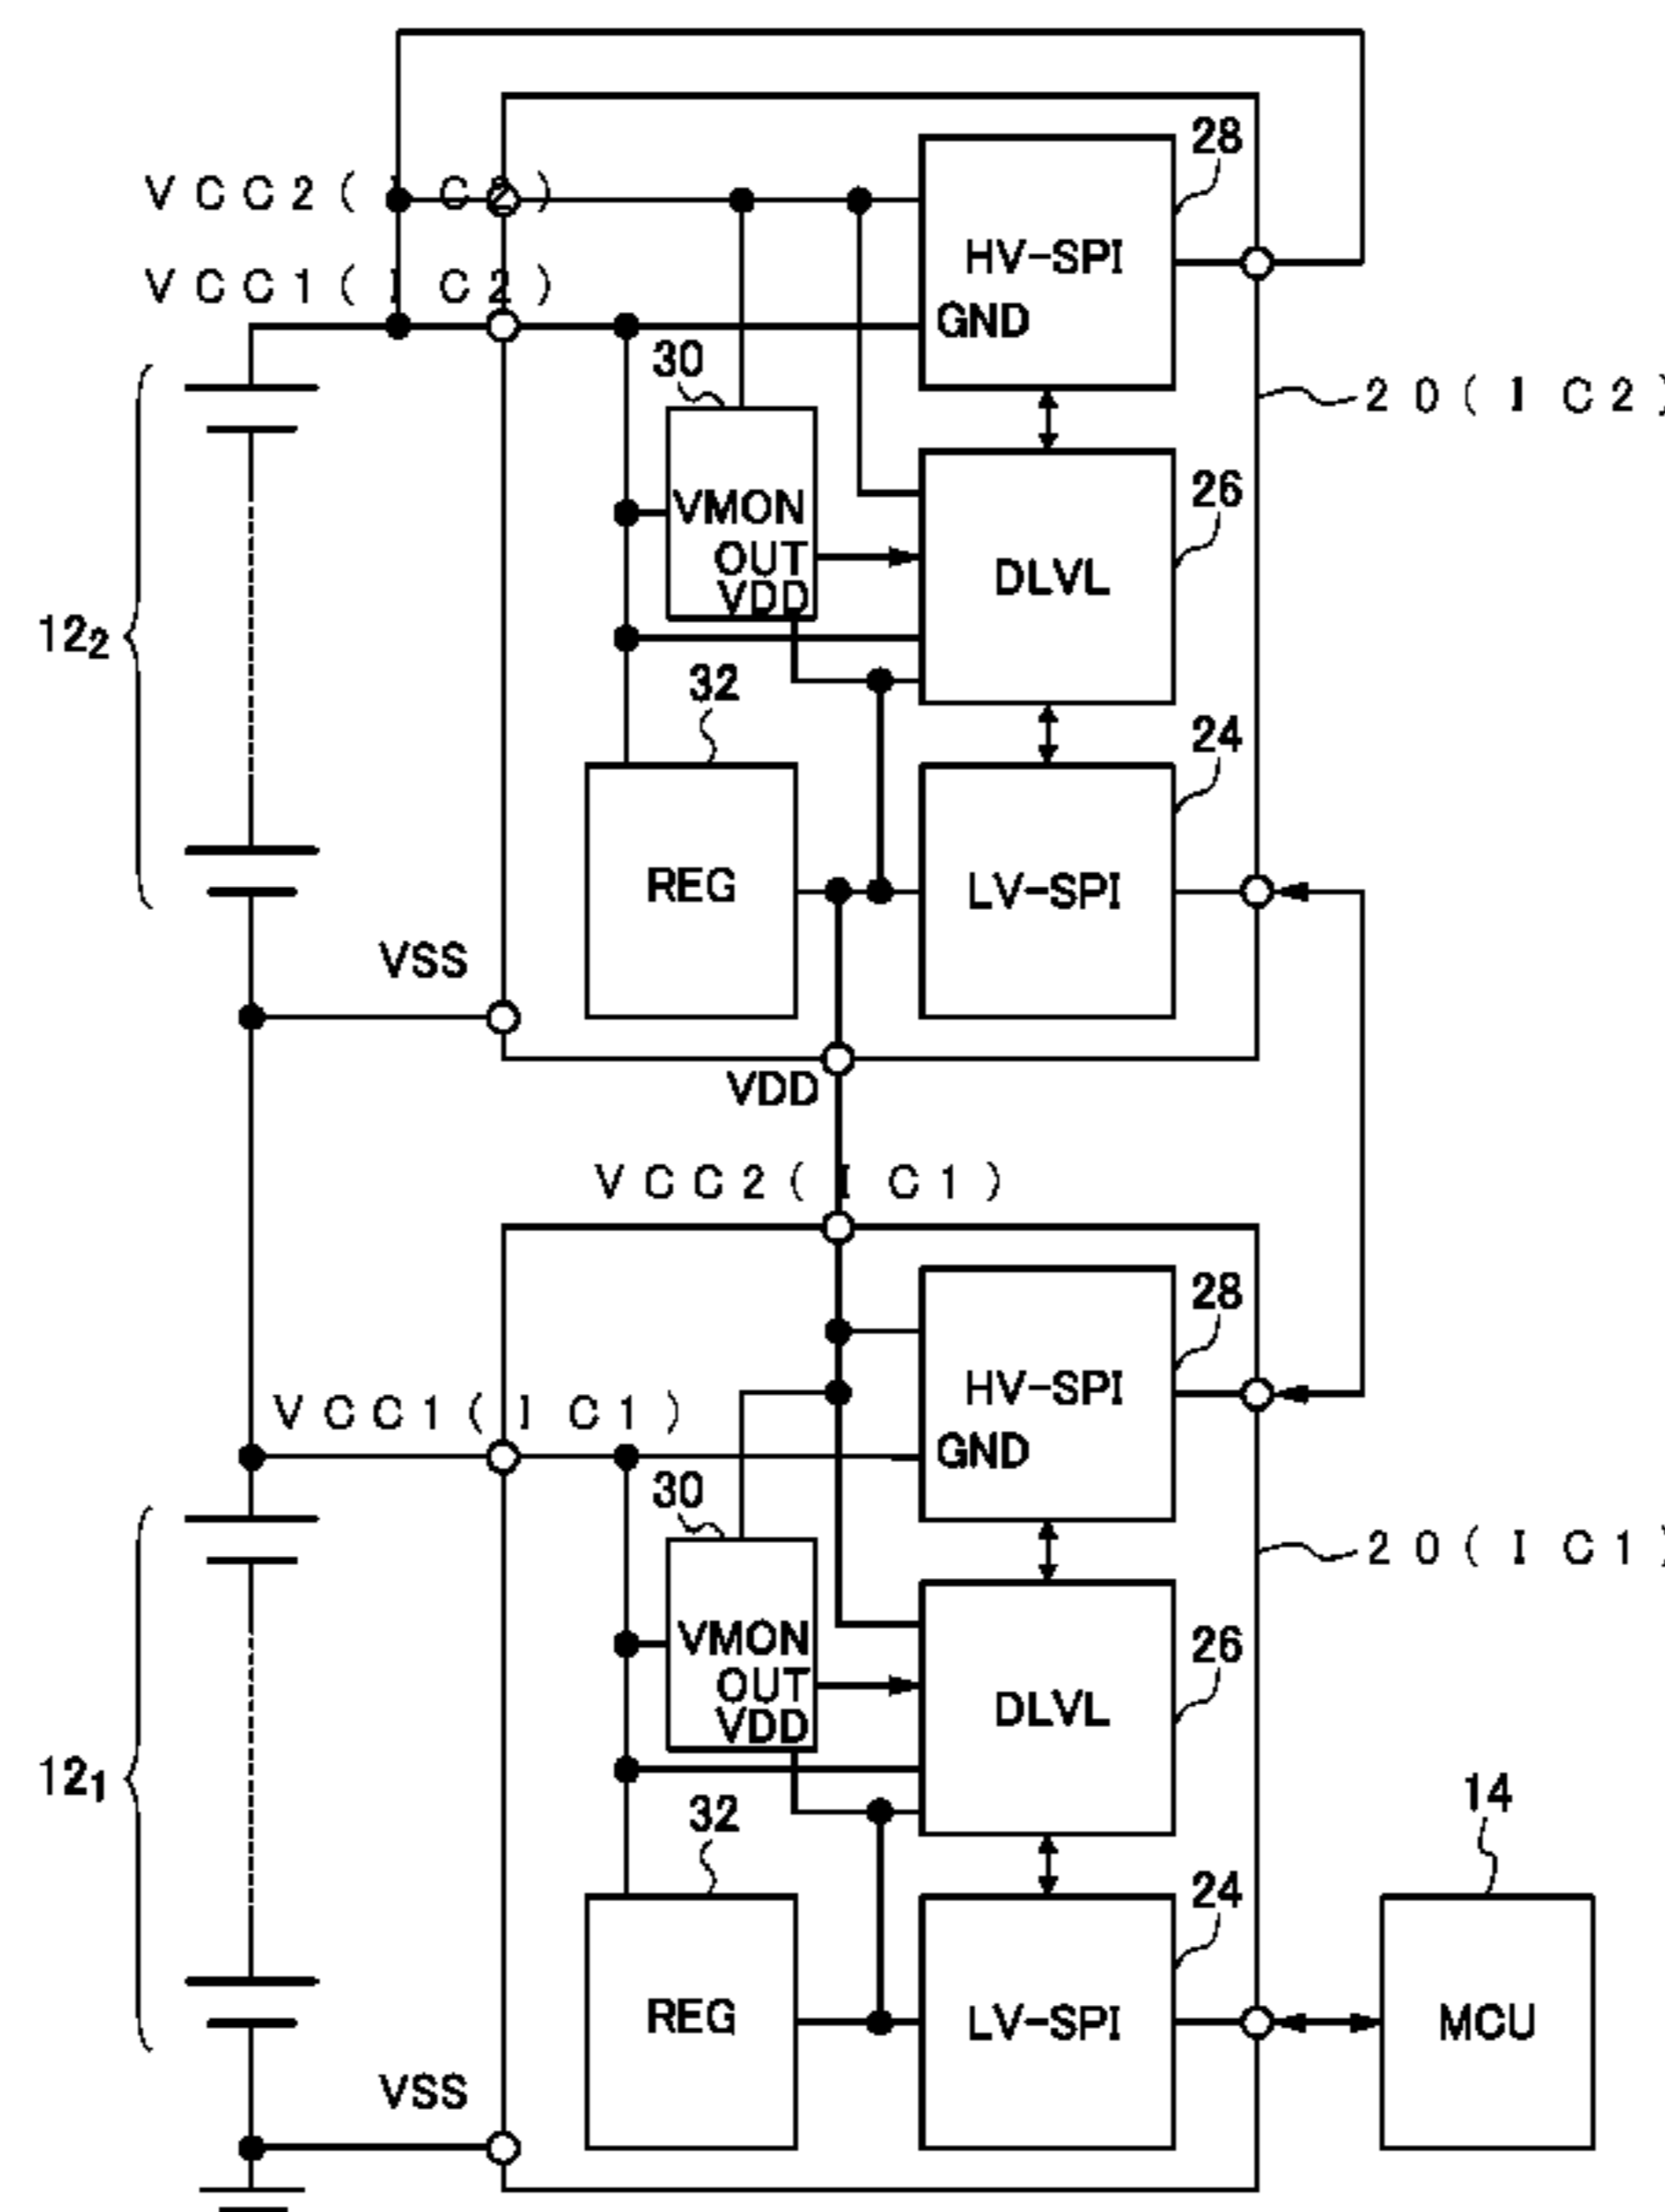 28
VCC2(IC2)
HV-SPI
VCC1(IC2)
GND
30
20(IC2)
26
VMON
OUT
DLVL
VDD
12₂
32
24
REG
LV-SPI
VSS
VDD
VCC2(IC1)
28
HV-SPI
VCC1(IC1)
GND
30
20(IC1)
26
VMON
OUT
DLVL
VDD
12₁
14
32
24
REG
LV-SPI
MCU
VSS